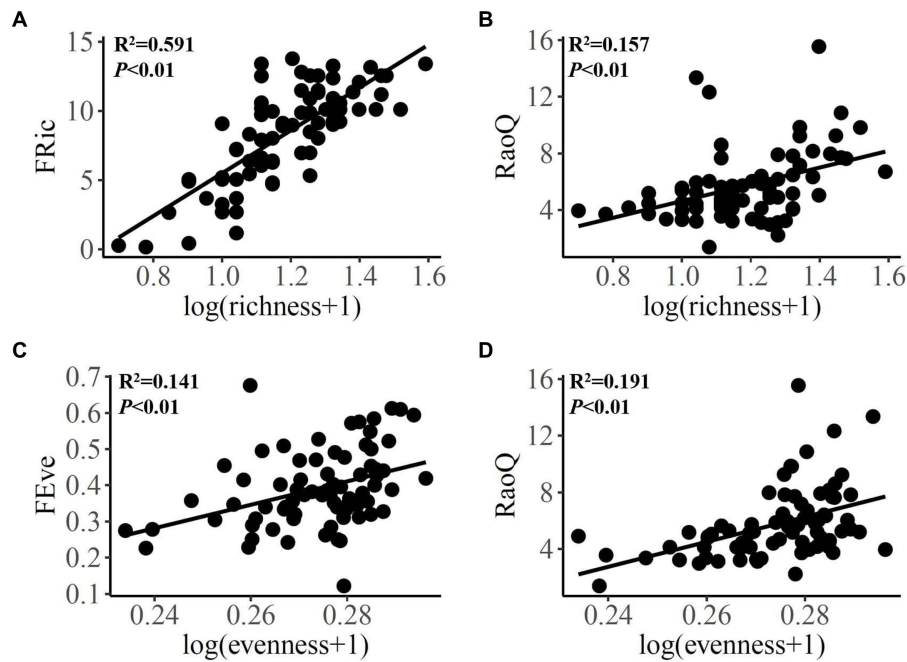 A
R²=0.591
P<0.01
15
10
5
0
FRic
0.8 1.0 1.2 1.4 1.6
log(richness+1)
B
R²=0.157
P<0.01
16
12
8
4
RaoQ
0.8 1.0 1.2 1.4 1.6
log(richness+1)
C
R²=0.141
P<0.01
0.7
0.6
0.5
0.4
0.3
0.2
0.1
FEve
0.24 0.26 0.28
log(evenness+1)
D
R²=0.191
P<0.01
16
12
8
4
RaoQ
0.24 0.26 0.28
log(evenness+1)